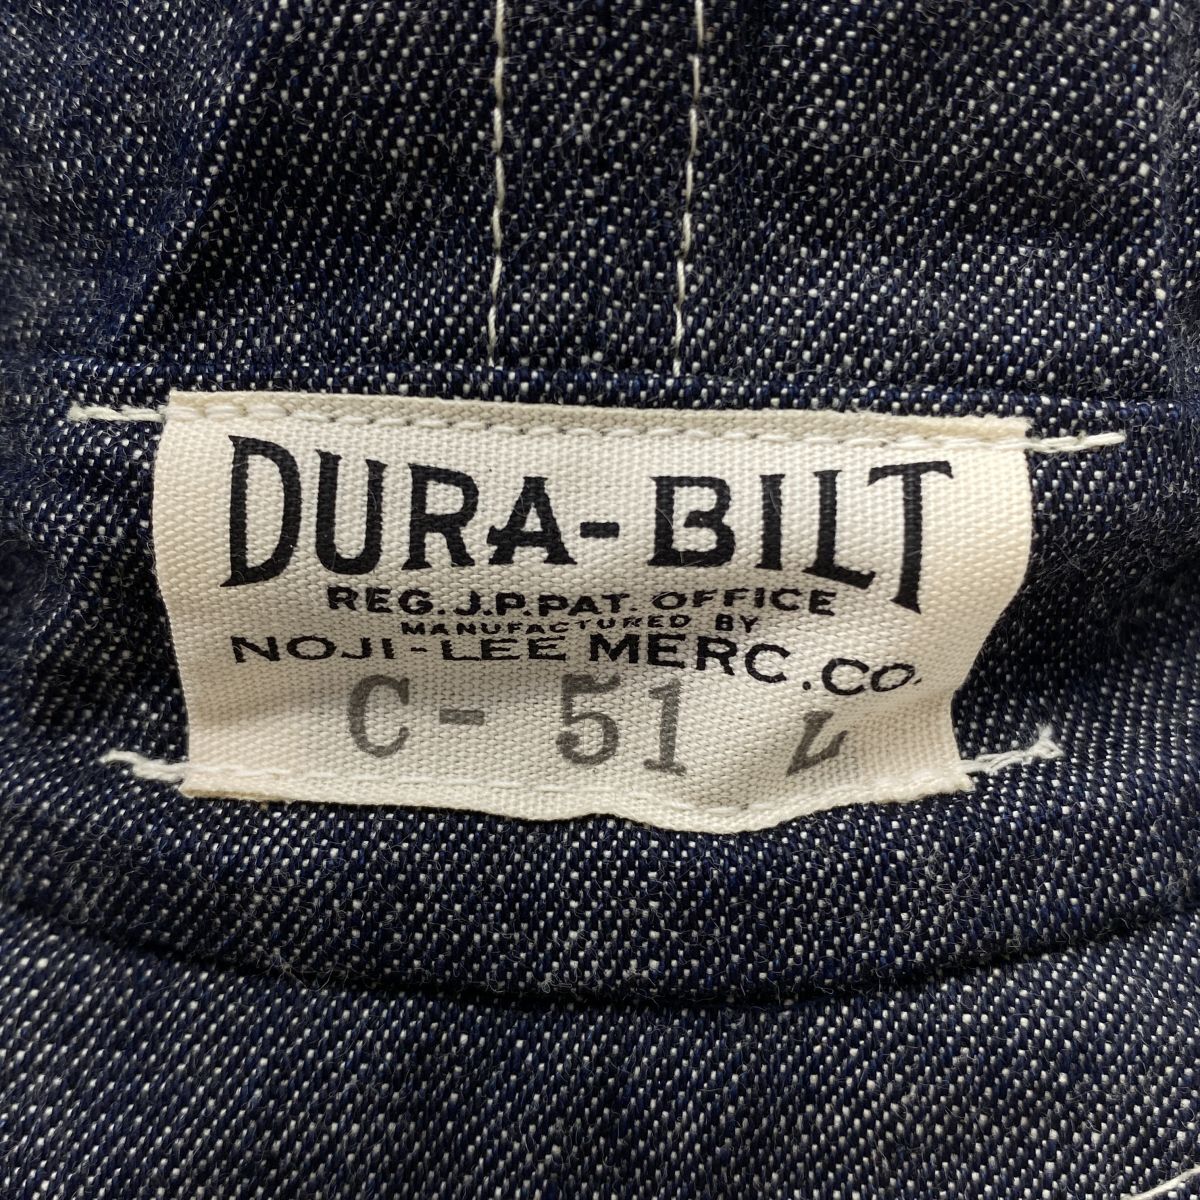 DURA-BILT
REG. J.P. PAT. OFFICE
MANUFACTURED BY
NOJI-LEE MERC. CO.
C- 51 L